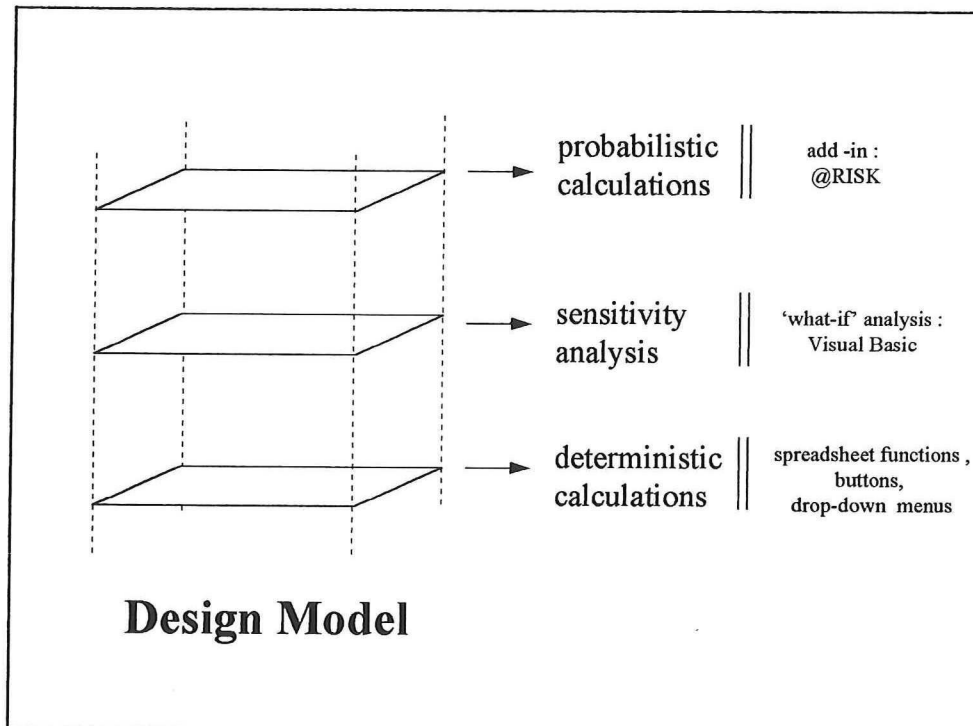 probabilistic
calculations
add -in :
@RISK
sensitivity
analysis
‘what-if’ analysis :
Visual Basic
deterministic
calculations
spreadsheet functions ,
buttons,
drop-down menus
Design Model